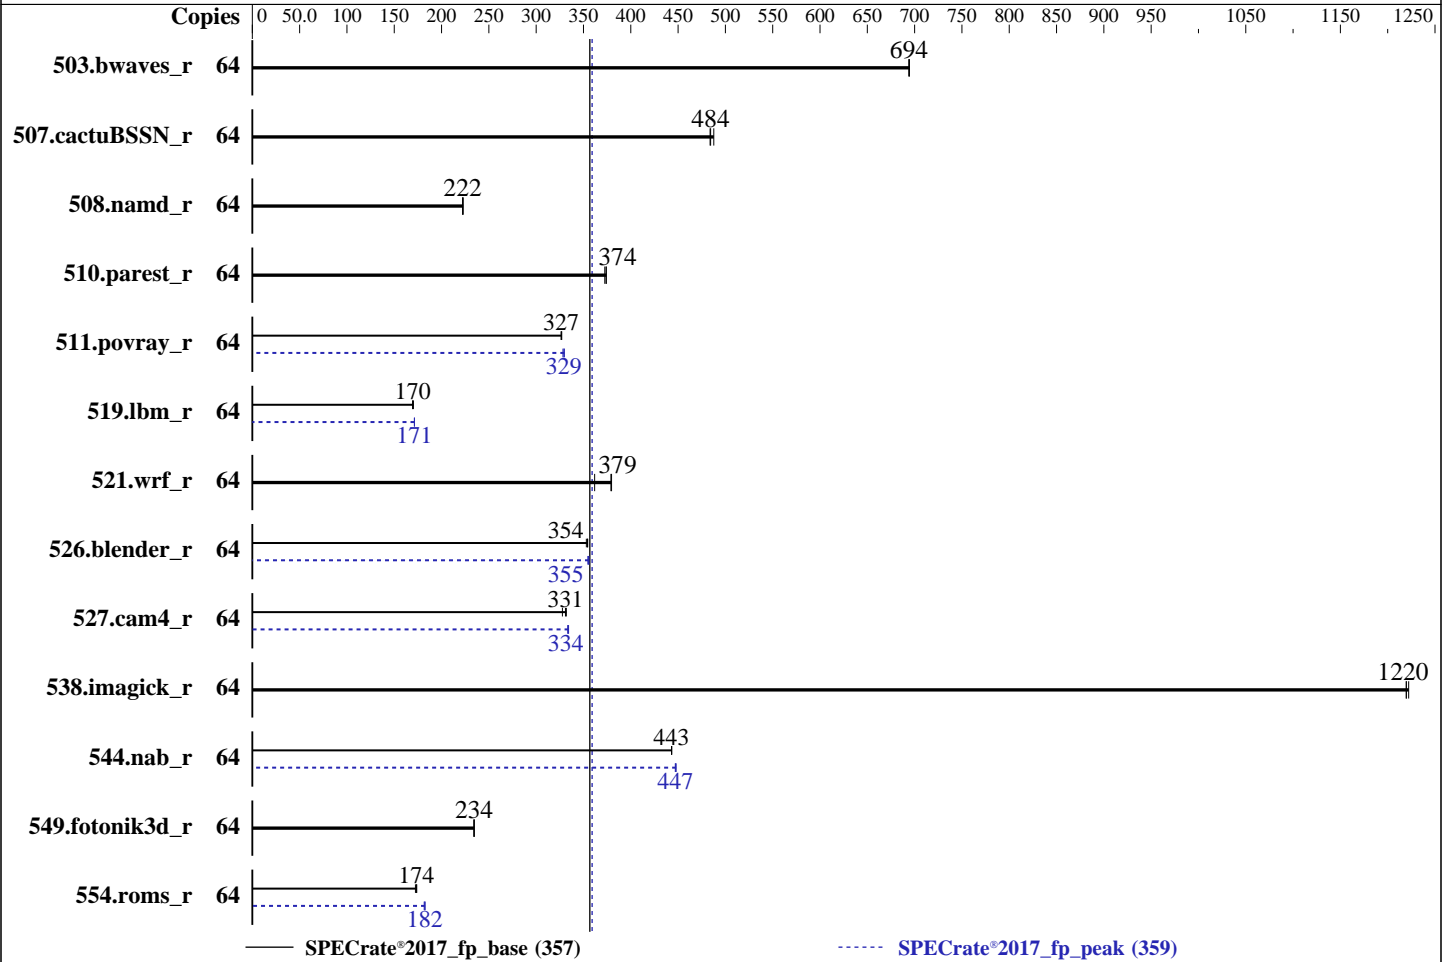 Copies 0 50.0 100 150 200 250 300 350 400 450 500 550 600 650 700 750 800 850 900 950 1050 1150 1250
694
503.bwaves_r 64
484
507.cactuBSSN_r 64
222
508.namd_r 64
374
510.parest_r 64
327
511.povray_r 64
329
170
519.lbm_r 64
171
379
521.wrf_r 64
354
526.blender_r 64
355
331
527.cam4_r 64
334
1220
538.imagick_r 64
443
544.nab_r 64
447
234
549.fotonik3d_r 64
174
554.roms_r 64
182
SPECrate®2017_fp_base (357) SPECrate®2017_fp_peak (359)